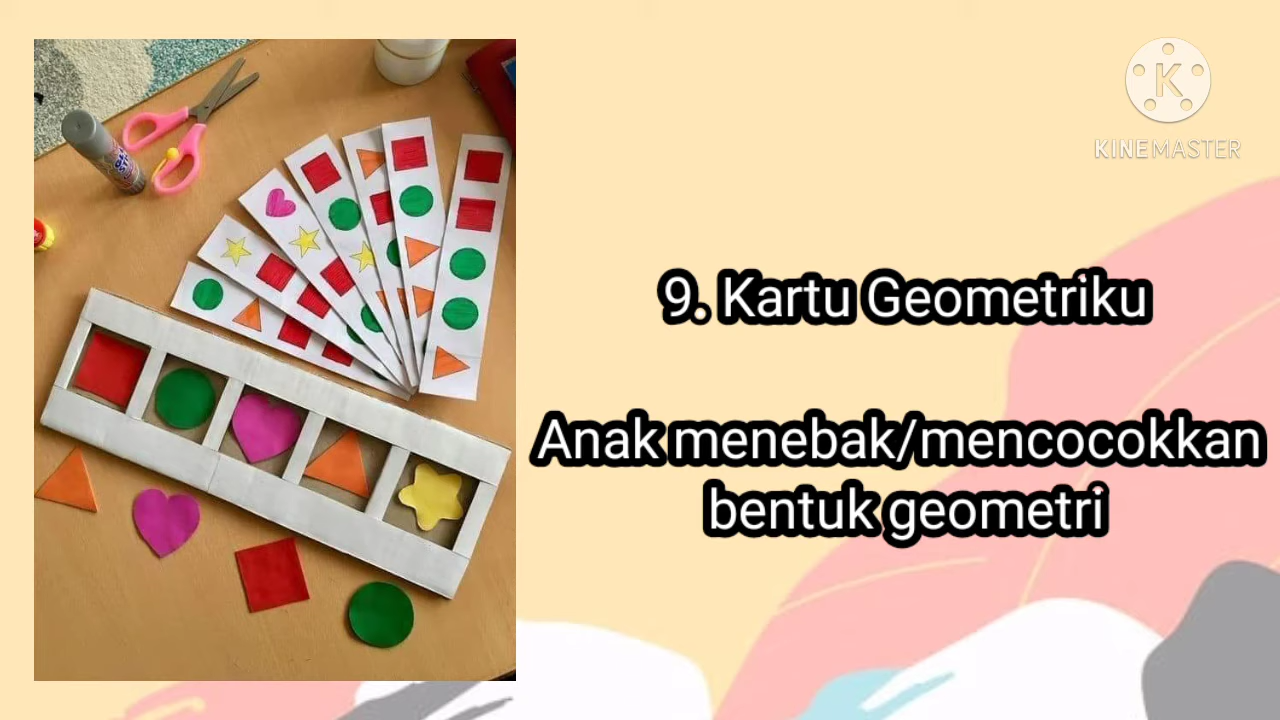 KINEMASTER
9. Kartu Geometriku
Anak menebak/mencocokkan
bentuk geometri